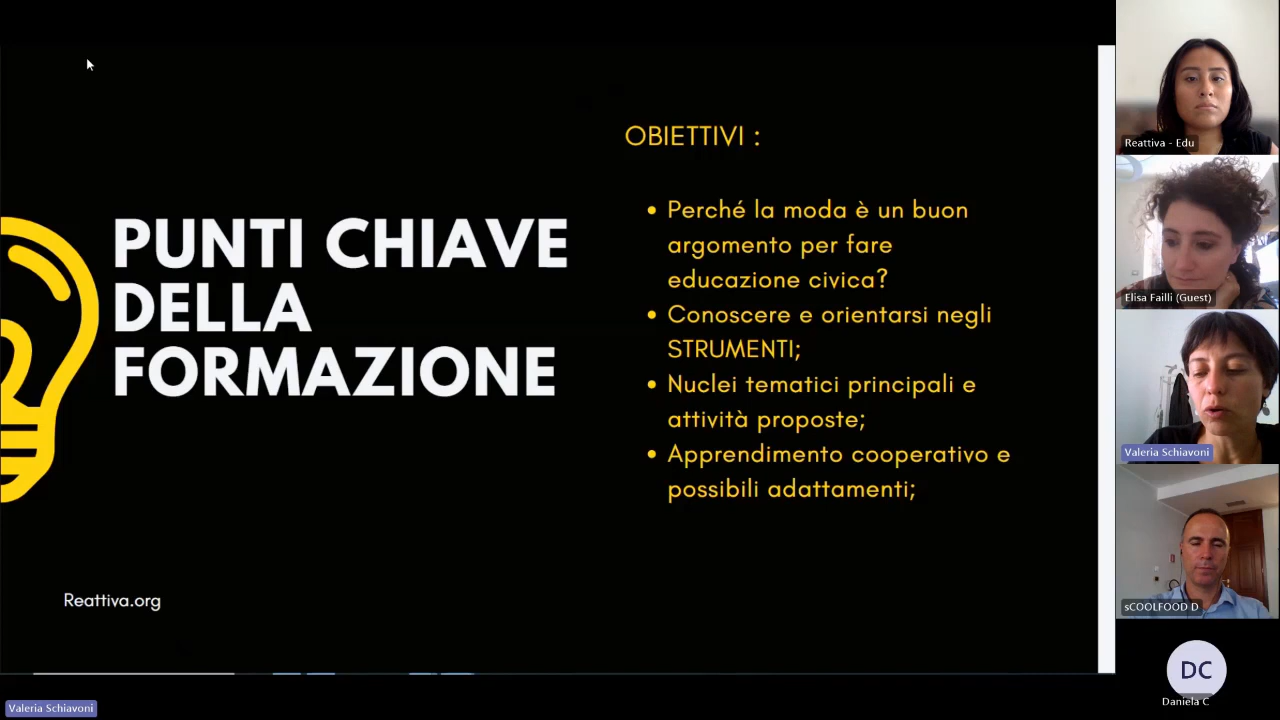 PUNTI CHIAVE
DELLA
FORMAZIONE
Reattiva.org
OBIETTIVI :
• Perché la moda è un buon
argomento per fare
educazione civica?
• Conoscere e orientarsi negli
STRUMENTI;
• Nuclei tematici principali e
attività proposte;
• Apprendimento cooperativo e
possibili adattamenti;
Reattiva - Edu
Elisa Failli (Guest)
Valeria Schiavoni
sCOOLFOOD D
DC
Daniela C
Valeria Schiavoni